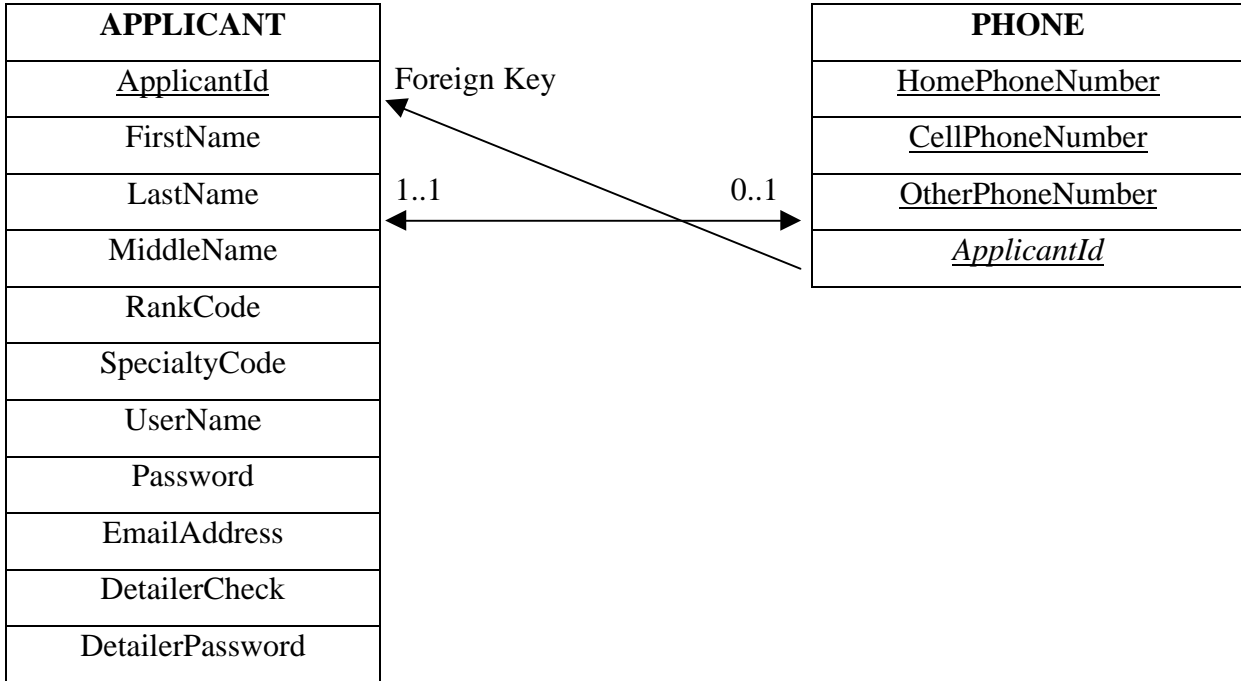 APPLICANT
ApplicantId
FirstName
LastName
MiddleName
RankCode
SpecialtyCode
UserName
Password
EmailAddress
DetailerCheck
DetailerPassword
Foreign Key
1..1
0..1
PHONE
HomePhoneNumber
CellPhoneNumber
OtherPhoneNumber
ApplicantId